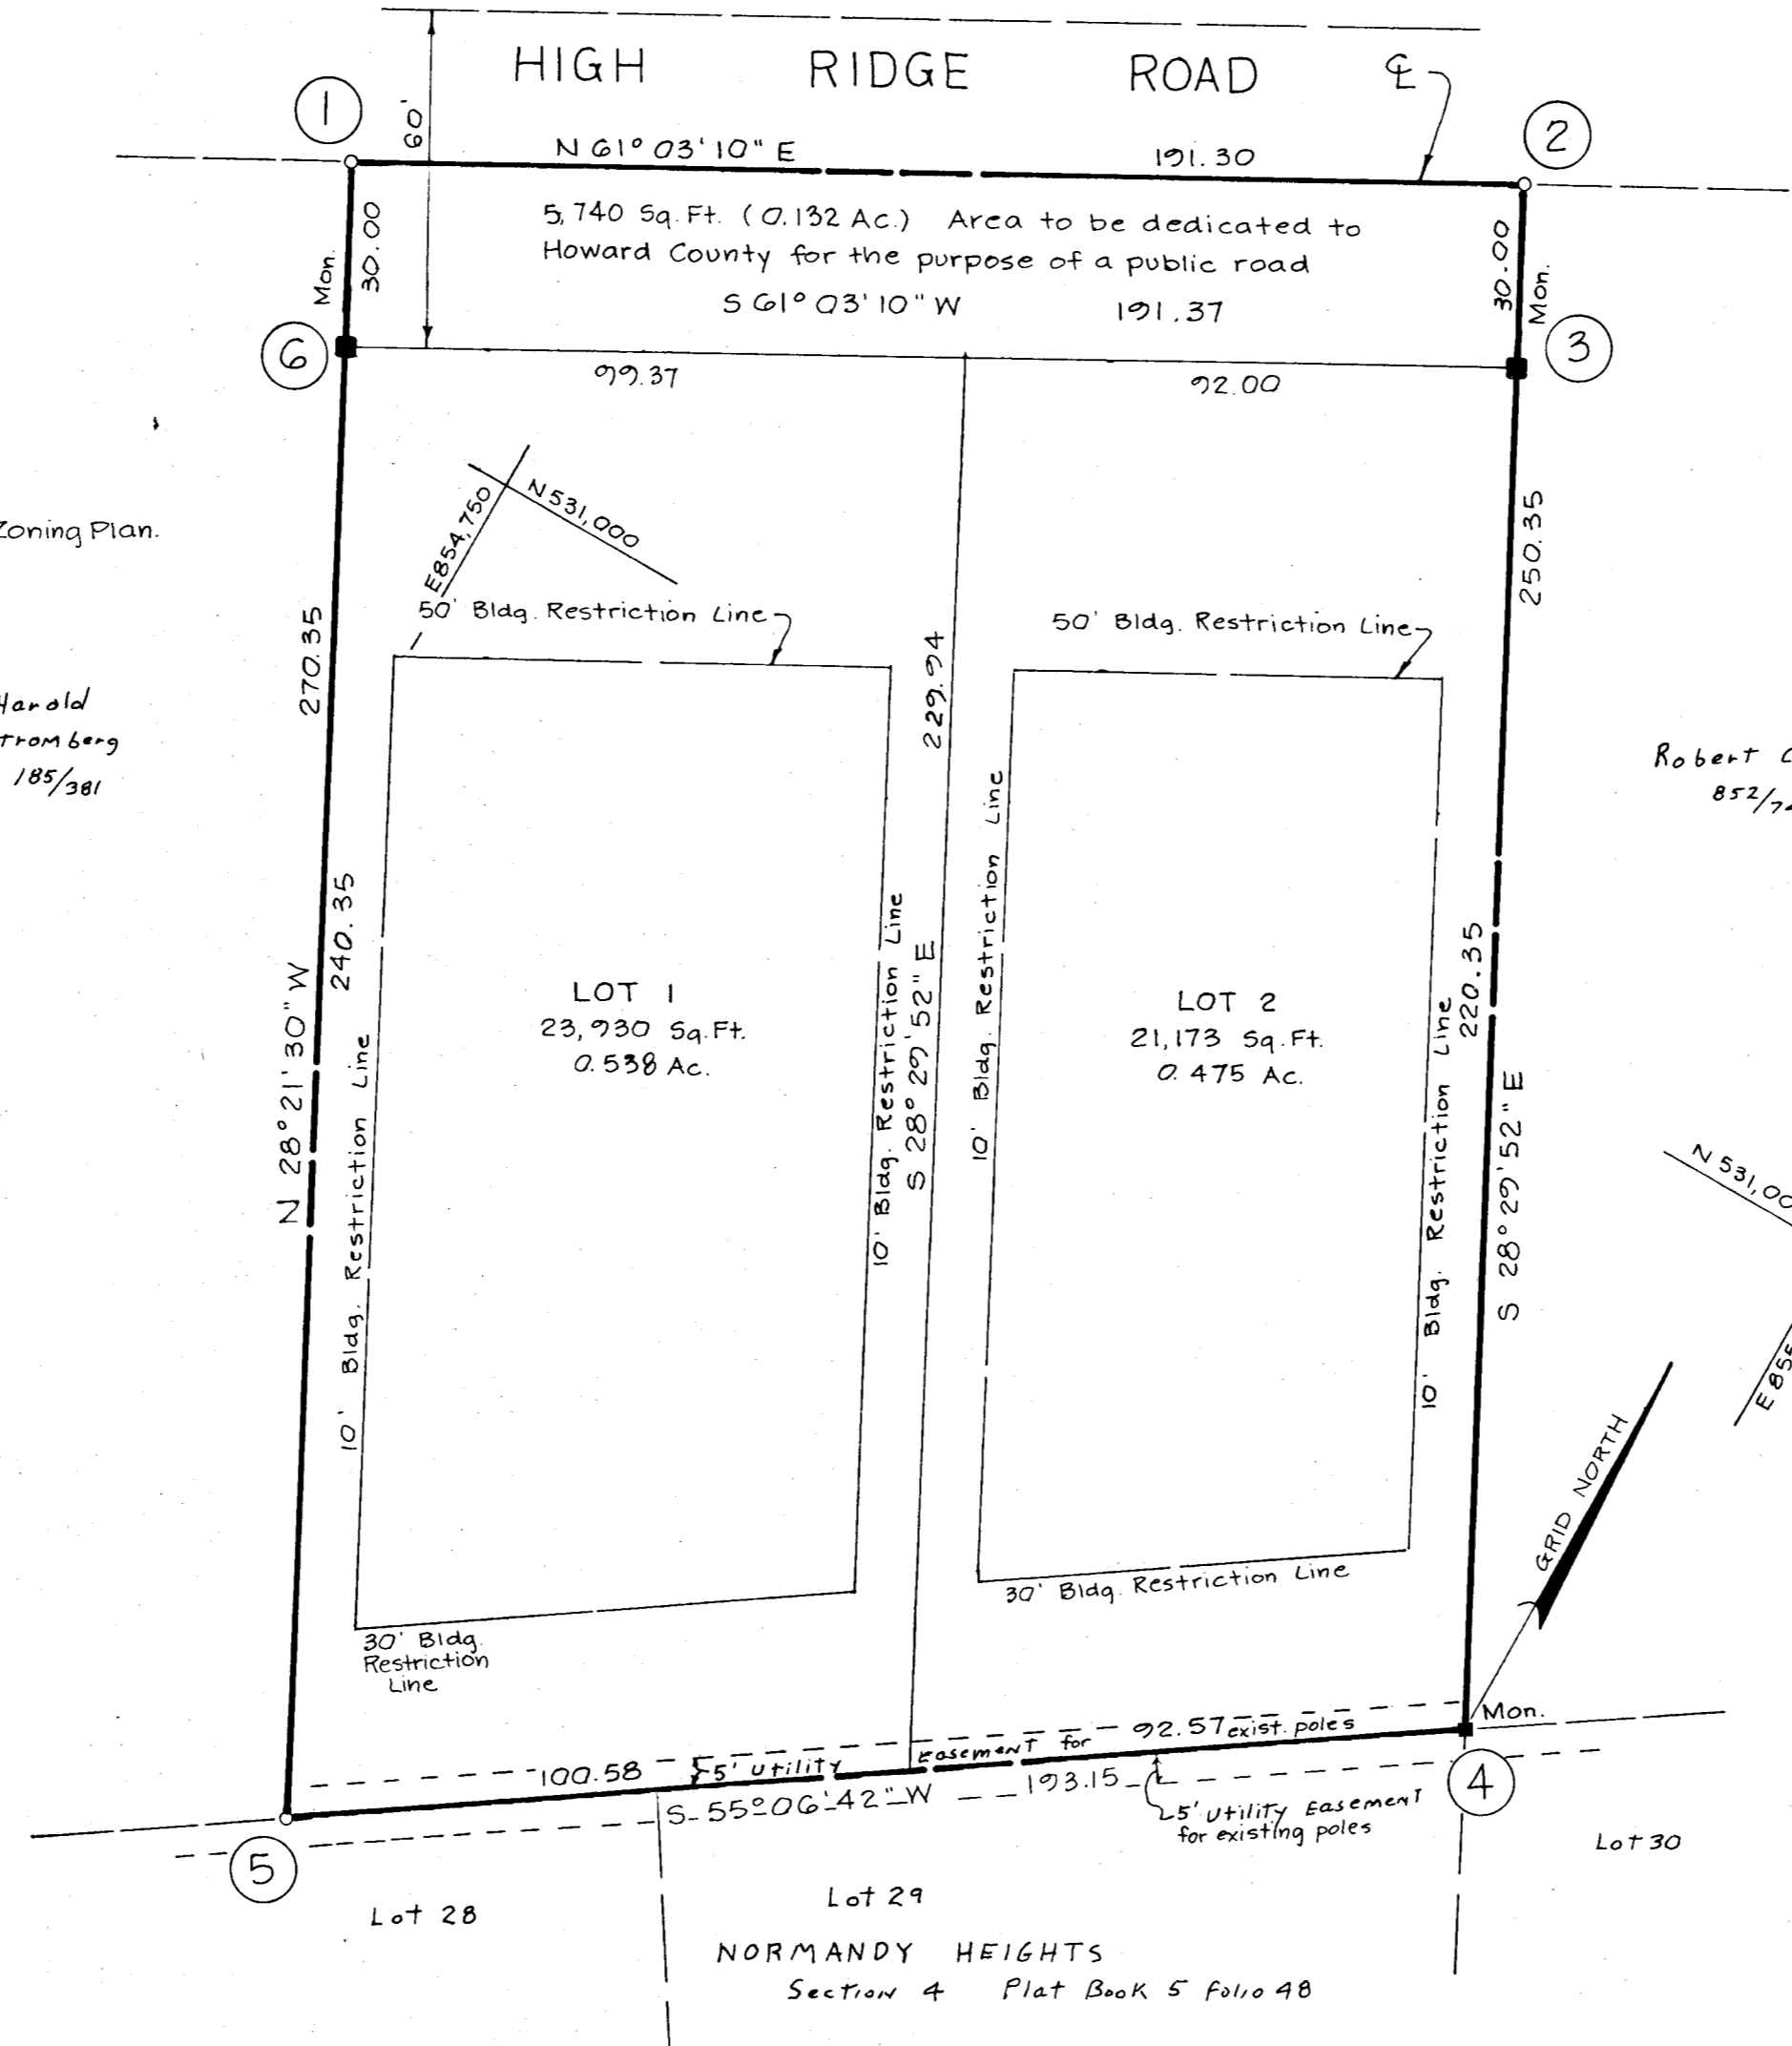 HIGH RIDGE ROAD ℄
1
2
60'
N 61° 03' 10" E 191.30
30.00
Mon.
5,740 Sq. Ft. (0.132 Ac.) Area to be dedicated to
Howard County for the purpose of a public road
S 61° 03' 10" W 191.37
30.00
Mon.
6
3
99.37
92.00
Zoning Plan.
E 854,750
N 531,000
250.35
50' Bldg. Restriction Line
50' Bldg. Restriction Line
270.35
229.94
185/381
Robert
852/
240.35
10' Bldg. Restriction Line
N 28° 21' 30" W
LOT 1
23,930 Sq. Ft.
0.538 Ac.
10' Bldg. Restriction Line
S 28° 29' 52" E
10' Bldg. Restriction Line
LOT 2
21,173 Sq. Ft.
0.475 Ac.
10' Bldg. Restriction Line
220.35
S 28° 29' 52" E
N 531,00
E 855
GRID NORTH
30' Bldg. Restriction Line
30' Bldg.
Restriction
Line
Mon.
100.58 5' Utility Easement for 92.57 exist. poles
S 55° 06' 42" W 193.15
4
5' Utility Easement
for existing poles
5
Lot 28
Lot 29
Lot 30
NORMANDY HEIGHTS
Section 4 Plat Book 5 folio 48